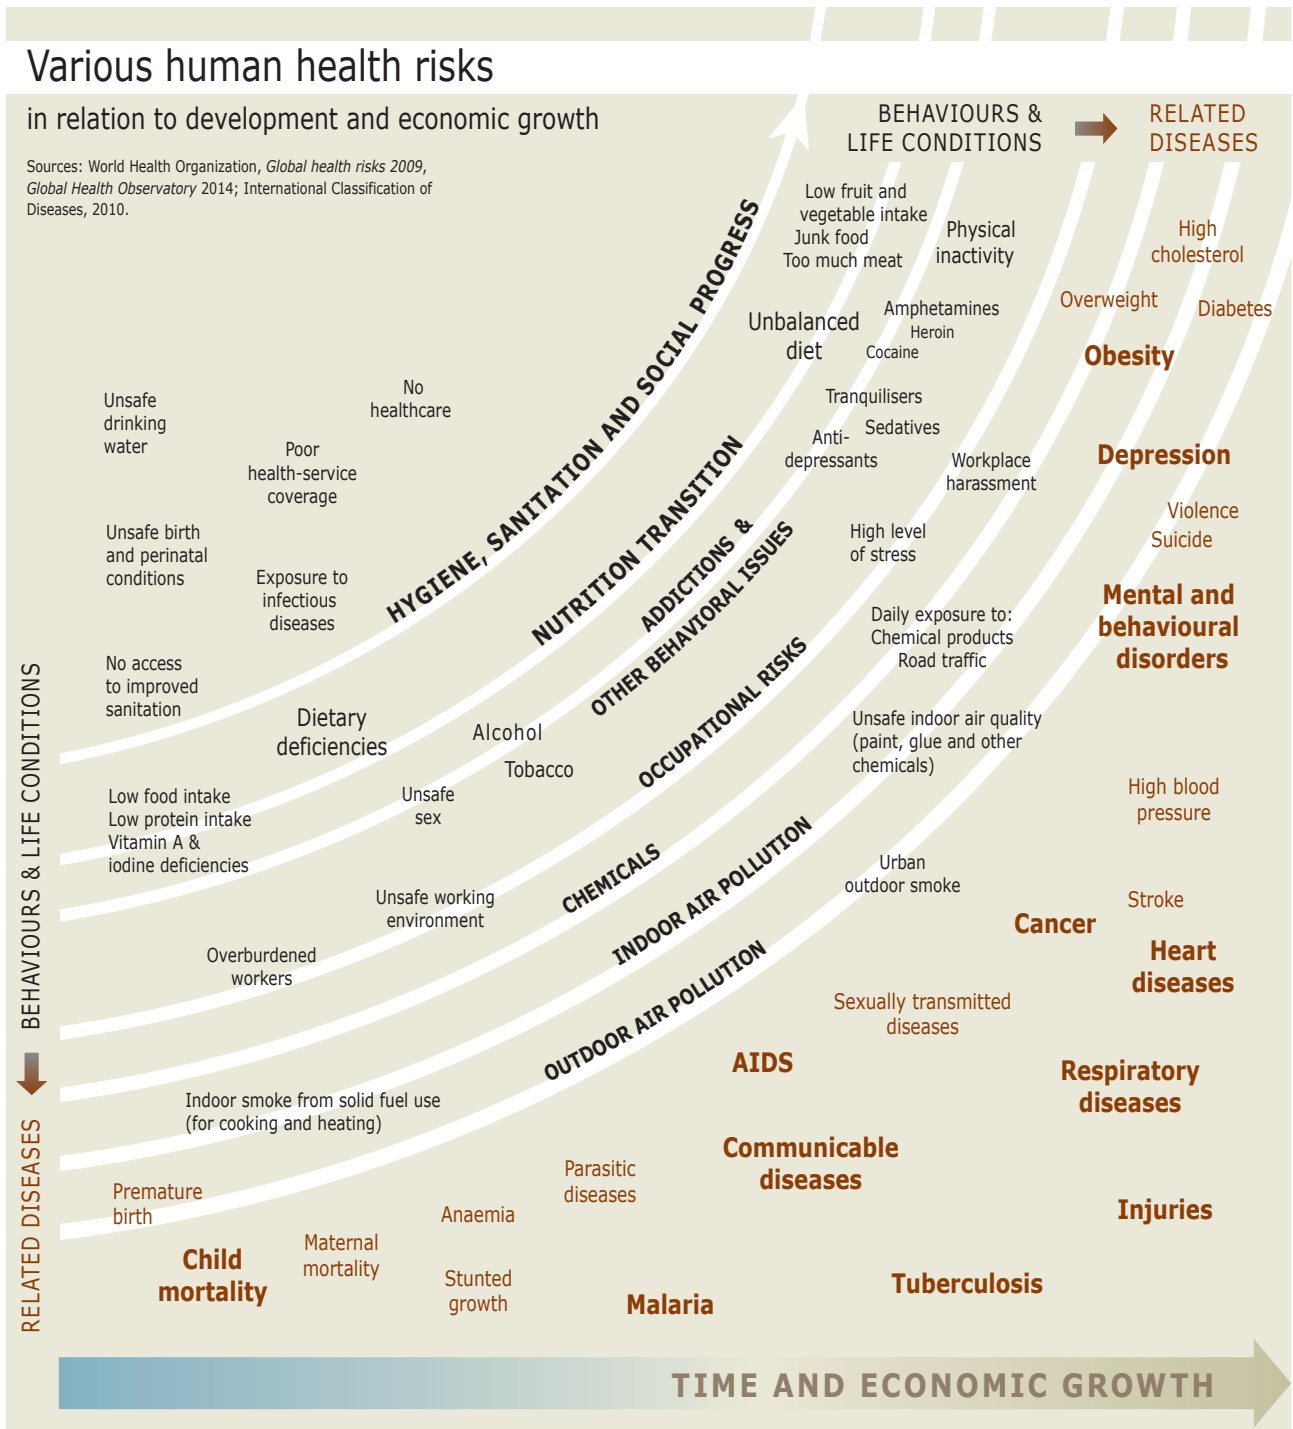 Various human health risks
in relation to development and economic growth
Sources: World Health Organization, Global health risks 2009,
Global Health Observatory 2014; International Classification of
Diseases, 2010.
BEHAVIOURS &
LIFE CONDITIONS
RELATED
DISEASES
Low fruit and
vegetable intake
Junk food
Too much meat
Physical
inactivity
High
cholesterol
Overweight
Diabetes
Obesity
Unbalanced
diet
Amphetamines
Heroin
Cocaine
Tranquilisers
Sedatives
Anti-
depressants
Workplace
harassment
Depression
Violence
Suicide
High level
of stress
Mental and
behavioural
disorders
Daily exposure to:
Chemical products
Road traffic
Unsafe indoor air quality
(paint, glue and other
chemicals)
High blood
pressure
Urban
outdoor smoke
Stroke
Cancer
Heart
diseases
Sexually transmitted
diseases
AIDS
Respiratory
diseases
Communicable
diseases
Injuries
Tuberculosis
HYGIENE, SANITATION AND SOCIAL PROGRESS
NUTRITION TRANSITION
ADDICTIONS &
OTHER BEHAVIORAL ISSUES
OCCUPATIONAL RISKS
CHEMICALS
INDOOR AIR POLLUTION
OUTDOOR AIR POLLUTION
Unsafe
drinking
water
No
healthcare
Poor
health-service
coverage
Unsafe birth
and perinatal
conditions
Exposure to
infectious
diseases
No access
to improved
sanitation
Dietary
deficiencies
Alcohol
Tobacco
Unsafe
sex
Low food intake
Low protein intake
Vitamin A &
iodine deficiencies
Unsafe working
environment
Overburdened
workers
Indoor smoke from solid fuel use
(for cooking and heating)
Premature
birth
Child
mortality
Maternal
mortality
Anaemia
Stunted
growth
Parasitic
diseases
Malaria
BEHAVIOURS & LIFE CONDITIONS
RELATED DISEASES
TIME AND ECONOMIC GROWTH